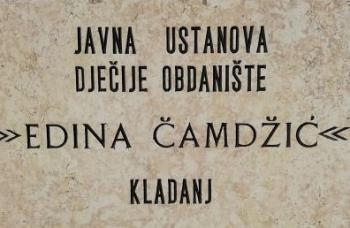 JAVNA USTANOVA
DJEČIJE OBDANIŠTE
»EDINA ČAMDŽIĆ«
KLADANJ